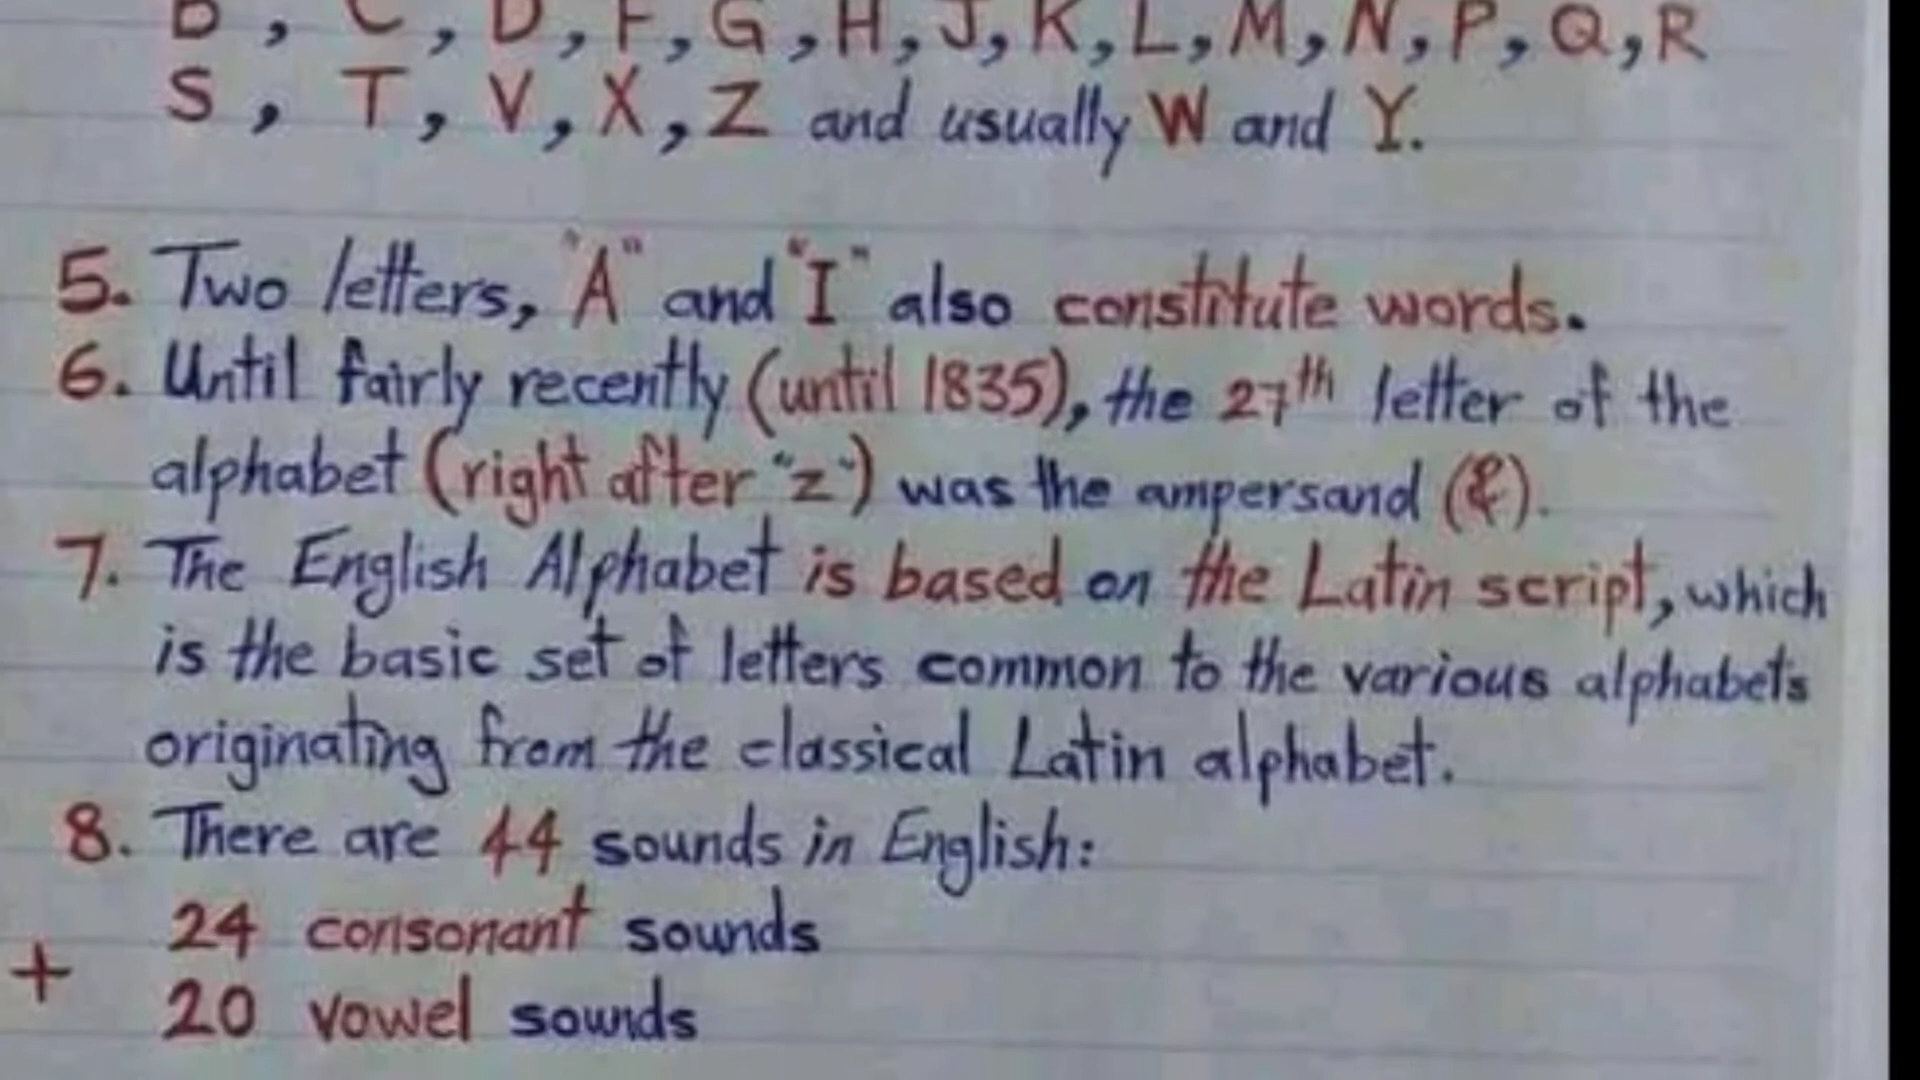 B, C, D, F, G, H, J, K, L, M, N, P, Q, R
S, T, V, X, Z and usually W and Y.
5. Two letters, "A" and "I" also constitute words.
6. Until fairly recently (until 1835), the 27th letter of the
alphabet (right after "z") was the ampersand (&).
7. The English Alphabet is based on the Latin script, which
is the basic set of letters common to the various alphabets
originating from the classical Latin alphabet.
8. There are 44 sounds in English:
24 consonant sounds
+ 20 vowel sounds